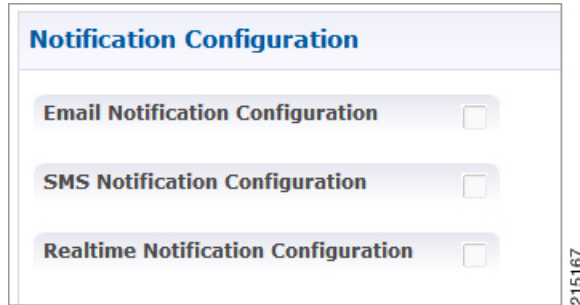 Notification Configuration
Email Notification Configuration
SMS Notification Configuration
Realtime Notification Configuration
215167